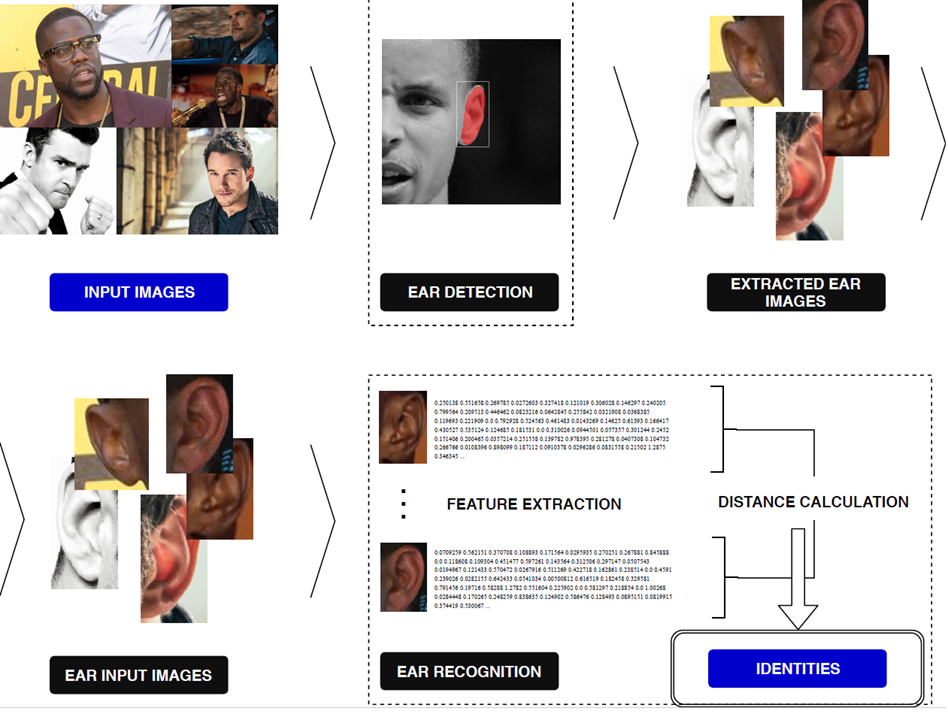 INPUT IMAGES
EAR DETECTION
EXTRACTED EAR
IMAGES
0.250138 0.551658 0.269785 0.0272603 0.327418 0.121019 0.306028 0.146297 0.240205
0.799564 0.209513 0.446462 0.0823216 0.0642845 0.255842 0.0321908 0.0368385
0.119693 0.221909 0.0 0.792928 0.524563 0.461483 0.0143269 0.14625 0.61393 0.166417
0.430527 0.535124 0.124685 0.181531 0.0 0.310026 0.0944501 0.057357 0.301244 0.2452
0.151406 0.200465 0.0357214 0.251558 0.139782 0.978395 0.281278 0.0407308 0.104732
0.266766 0.0108396 0.898099 0.187112 0.0910378 0.0296286 0.0831558 0.21502 1.2875
0.346345 ...
FEATURE EXTRACTION
DISTANCE CALCULATION
0.0709259 0.562151 0.370708 0.108893 0.171564 0.0295935 0.270251 0.267881 0.845888
0.0 0.118608 0.109304 0.451477 0.597261 0.143564 0.312506 0.297147 0.0507543
0.0194967 0.121433 0.570472 0.0267916 0.511269 0.422718 0.162861 0.238514 0.0 0.4591
0.239026 0.0282155 0.642433 0.0541034 0.00500812 0.616519 0.182458 0.329581
0.791456 0.19716 0.58288 1.2782 0.551604 0.225902 0.0 0.581297 0.218854 0.0 1.00268
0.0284448 0.170265 0.248259 0.838635 0.124902 0.586476 0.128493 0.0895151 0.0819915
0.374419 0.530067 ...
EAR INPUT IMAGES
EAR RECOGNITION
IDENTITIES